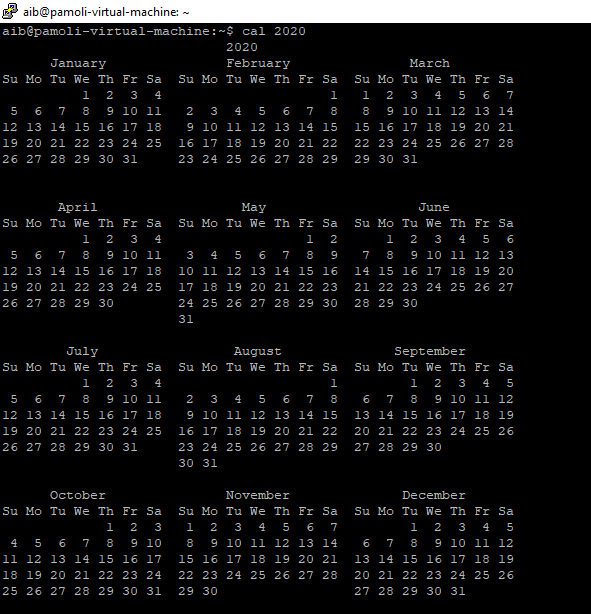 aib@pamoli-virtual-machine: ~
aib@pamoli-virtual-machine:~$ cal 2020
                            2020
      January               February               March
Su Mo Tu We Th Fr Sa  Su Mo Tu We Th Fr Sa  Su Mo Tu We Th Fr Sa
          1  2  3  4                     1   1  2  3  4  5  6  7
 5  6  7  8  9 10 11   2  3  4  5  6  7  8   8  9 10 11 12 13 14
12 13 14 15 16 17 18   9 10 11 12 13 14 15  15 16 17 18 19 20 21
19 20 21 22 23 24 25  16 17 18 19 20 21 22  22 23 24 25 26 27 28
26 27 28 29 30 31     23 24 25 26 27 28 29  29 30 31
       April                  May                   June
Su Mo Tu We Th Fr Sa  Su Mo Tu We Th Fr Sa  Su Mo Tu We Th Fr Sa
          1  2  3  4                  1  2      1  2  3  4  5  6
 5  6  7  8  9 10 11   3  4  5  6  7  8  9   7  8  9 10 11 12 13
12 13 14 15 16 17 18  10 11 12 13 14 15 16  14 15 16 17 18 19 20
19 20 21 22 23 24 25  17 18 19 20 21 22 23  21 22 23 24 25 26 27
26 27 28 29 30        24 25 26 27 28 29 30  28 29 30
                      31
        July                 August              September
Su Mo Tu We Th Fr Sa  Su Mo Tu We Th Fr Sa  Su Mo Tu We Th Fr Sa
          1  2  3  4                     1         1  2  3  4  5
 5  6  7  8  9 10 11   2  3  4  5  6  7  8   6  7  8  9 10 11 12
12 13 14 15 16 17 18   9 10 11 12 13 14 15  13 14 15 16 17 18 19
19 20 21 22 23 24 25  16 17 18 19 20 21 22  20 21 22 23 24 25 26
26 27 28 29 30 31     23 24 25 26 27 28 29  27 28 29 30
                      30 31
      October               November              December
Su Mo Tu We Th Fr Sa  Su Mo Tu We Th Fr Sa  Su Mo Tu We Th Fr Sa
             1  2  3   1  2  3  4  5  6  7         1  2  3  4  5
 4  5  6  7  8  9 10   8  9 10 11 12 13 14   6  7  8  9 10 11 12
11 12 13 14 15 16 17  15 16 17 18 19 20 21  13 14 15 16 17 18 19
18 19 20 21 22 23 24  22 23 24 25 26 27 28  20 21 22 23 24 25 26
25 26 27 28 29 30 31  29 30                 27 28 29 30 31